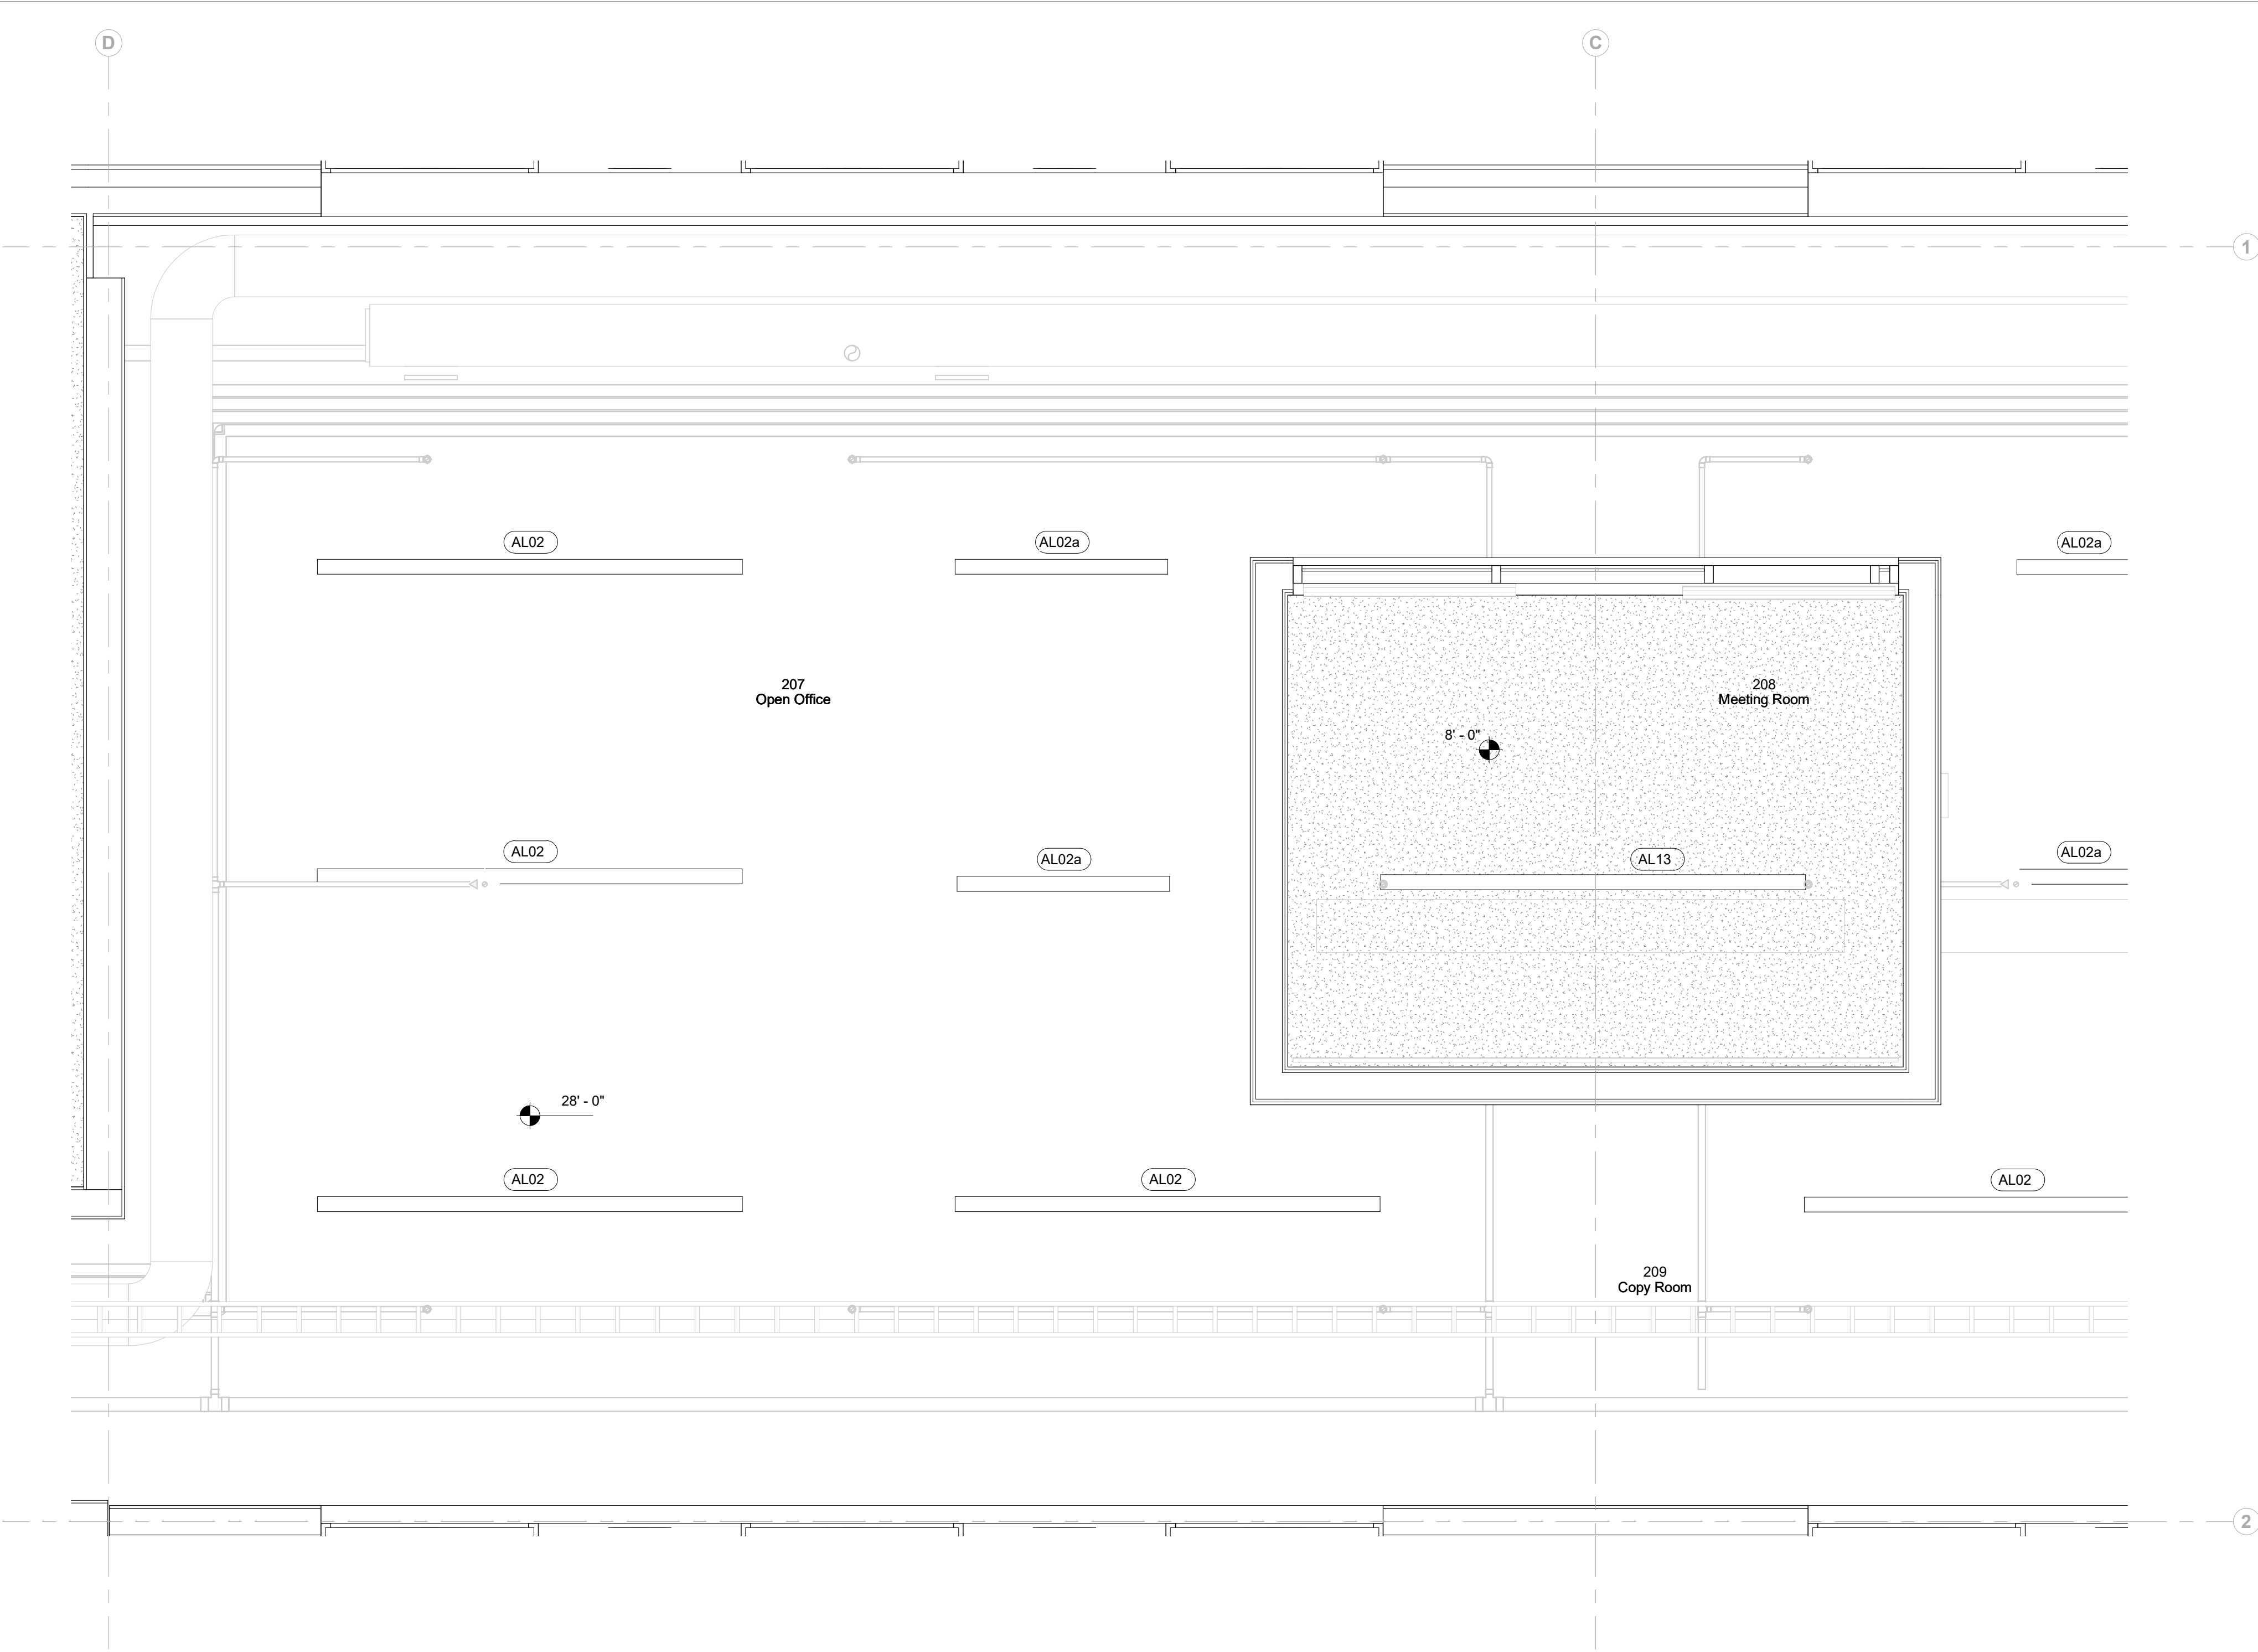 D
C
1
AL02
AL02a
AL02a
207
Open Office
208
Meeting Room
8' - 0"
AL02
AL02a
AL13
AL02a
28' - 0"
AL02
AL02
AL02
209
Copy Room
2